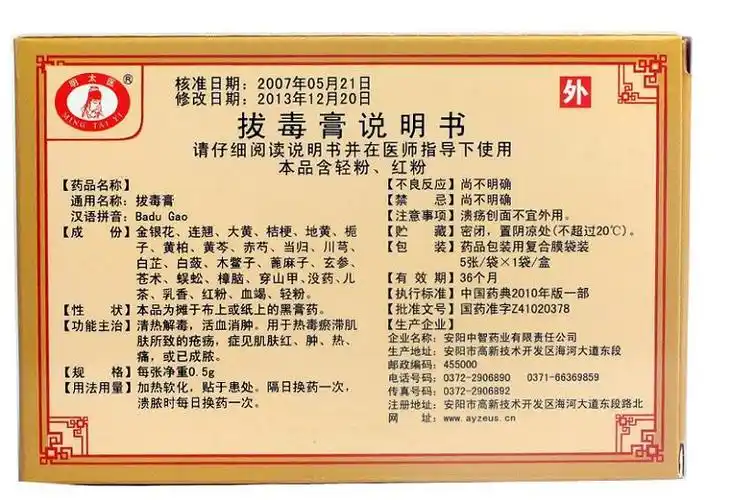 明太医®
MING TAI YI
核准日期：2007年05月21日
修改日期：2013年12月20日
外
拔毒膏说明书
请仔细阅读说明书并在医师指导下使用
本品含轻粉、红粉
【药品名称】
通用名称：拔毒膏
汉语拼音：Badu Gao
【成　份】金银花、连翘、大黄、桔梗、地黄、栀
子、黄柏、黄芩、赤芍、当归、川芎、
白芷、白蔹、木鳖子、蓖麻子、玄参、
苍术、蜈蚣、樟脑、穿山甲、没药、儿
茶、乳香、红粉、血竭、轻粉。
【性　状】本品为摊于布上或纸上的黑膏药。
【功能主治】清热解毒，活血消肿。用于热毒瘀滞肌
肤所致的疮疡，症见肌肤红、肿、热、
痛，或已成脓。
【规　格】每张净重0.5g
【用法用量】加热软化，贴于患处。隔日换药一次，
溃脓时每日换药一次。
【不良反应】尚不明确
【禁　忌】尚不明确
【注意事项】溃疡创面不宜外用。
【贮　藏】密闭，置阴凉处(不超过20℃)。
【包　装】药品包装用复合膜袋装
5张/袋×1袋/盒
【有 效 期】36个月
【执行标准】中国药典2010年版一部
【批准文号】国药准字Z41020378
【生产企业】
企业名称：安阳中智药业有限责任公司
生产地址：安阳市高新技术开发区海河大道东段
邮政编码：455000
电话号码：0372-2906890　0371-66369859
传真号码：0372-2906892
注册地址：安阳市高新技术开发区海河大道东段路北
网　　址：www.ayzeus.cn